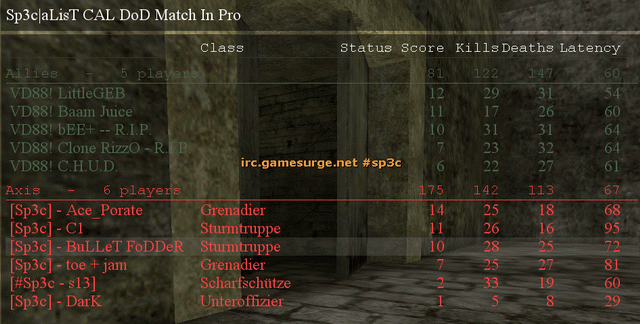 Sp3c|aLisT CAL DoD Match In Pro
Class Status Score Kills Deaths Latency
Allies - 5 players 81 122 147 60
VD88! LittleGEB 12 29 31 54
VD88! Baam Juice 11 17 26 60
VD88! bEE+ -- R.I.P. 10 31 31 64
VD88! Clone RizzO - R.I.P 7 23 32 64
VD88! C.H.U.D. 6 22 27 61
irc.gamesurge.net #sp3c
Axis - 6 players 175 142 113 67
[Sp3c] - Ace_Porate Grenadier 14 25 18 68
[Sp3c] - C1 Sturmtruppe 11 26 16 95
[Sp3c] - BuLLeT FoDDeR Sturmtruppe 10 28 25 72
[Sp3c] - toe + jam Grenadier 7 25 27 81
[#Sp3c - s13] Scharfschütze 2 33 19 60
[Sp3c] - DarK Unteroffizier 1 5 8 29